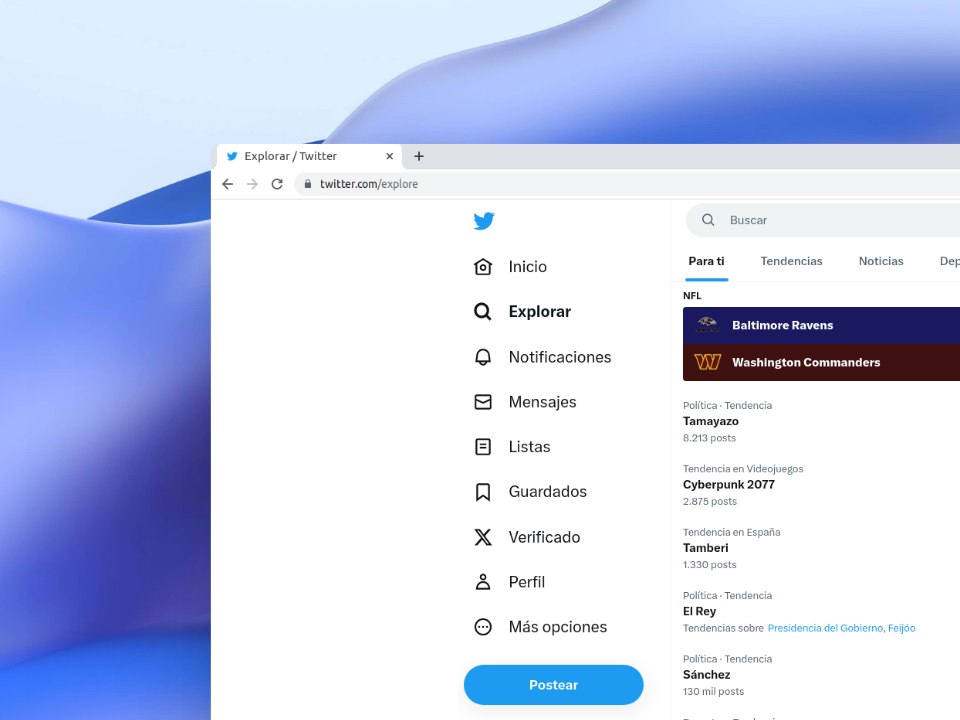 Explorar / Twitter
twitter.com/explore
Inicio
Explorar
Notificaciones
Mensajes
Listas
Guardados
Verificado
Perfil
Más opciones
Postear
Buscar
Para ti Tendencias Noticias Dep
NFL
Baltimore Ravens
Washington Commanders
Política · Tendencia
Tamayazo
8.213 posts
Tendencia en Videojuegos
Cyberpunk 2077
2.875 posts
Tendencia en España
Tamberi
1.330 posts
Política · Tendencia
El Rey
Tendencias sobre Presidencia del Gobierno, Feijóo
Política · Tendencia
Sánchez
130 mil posts